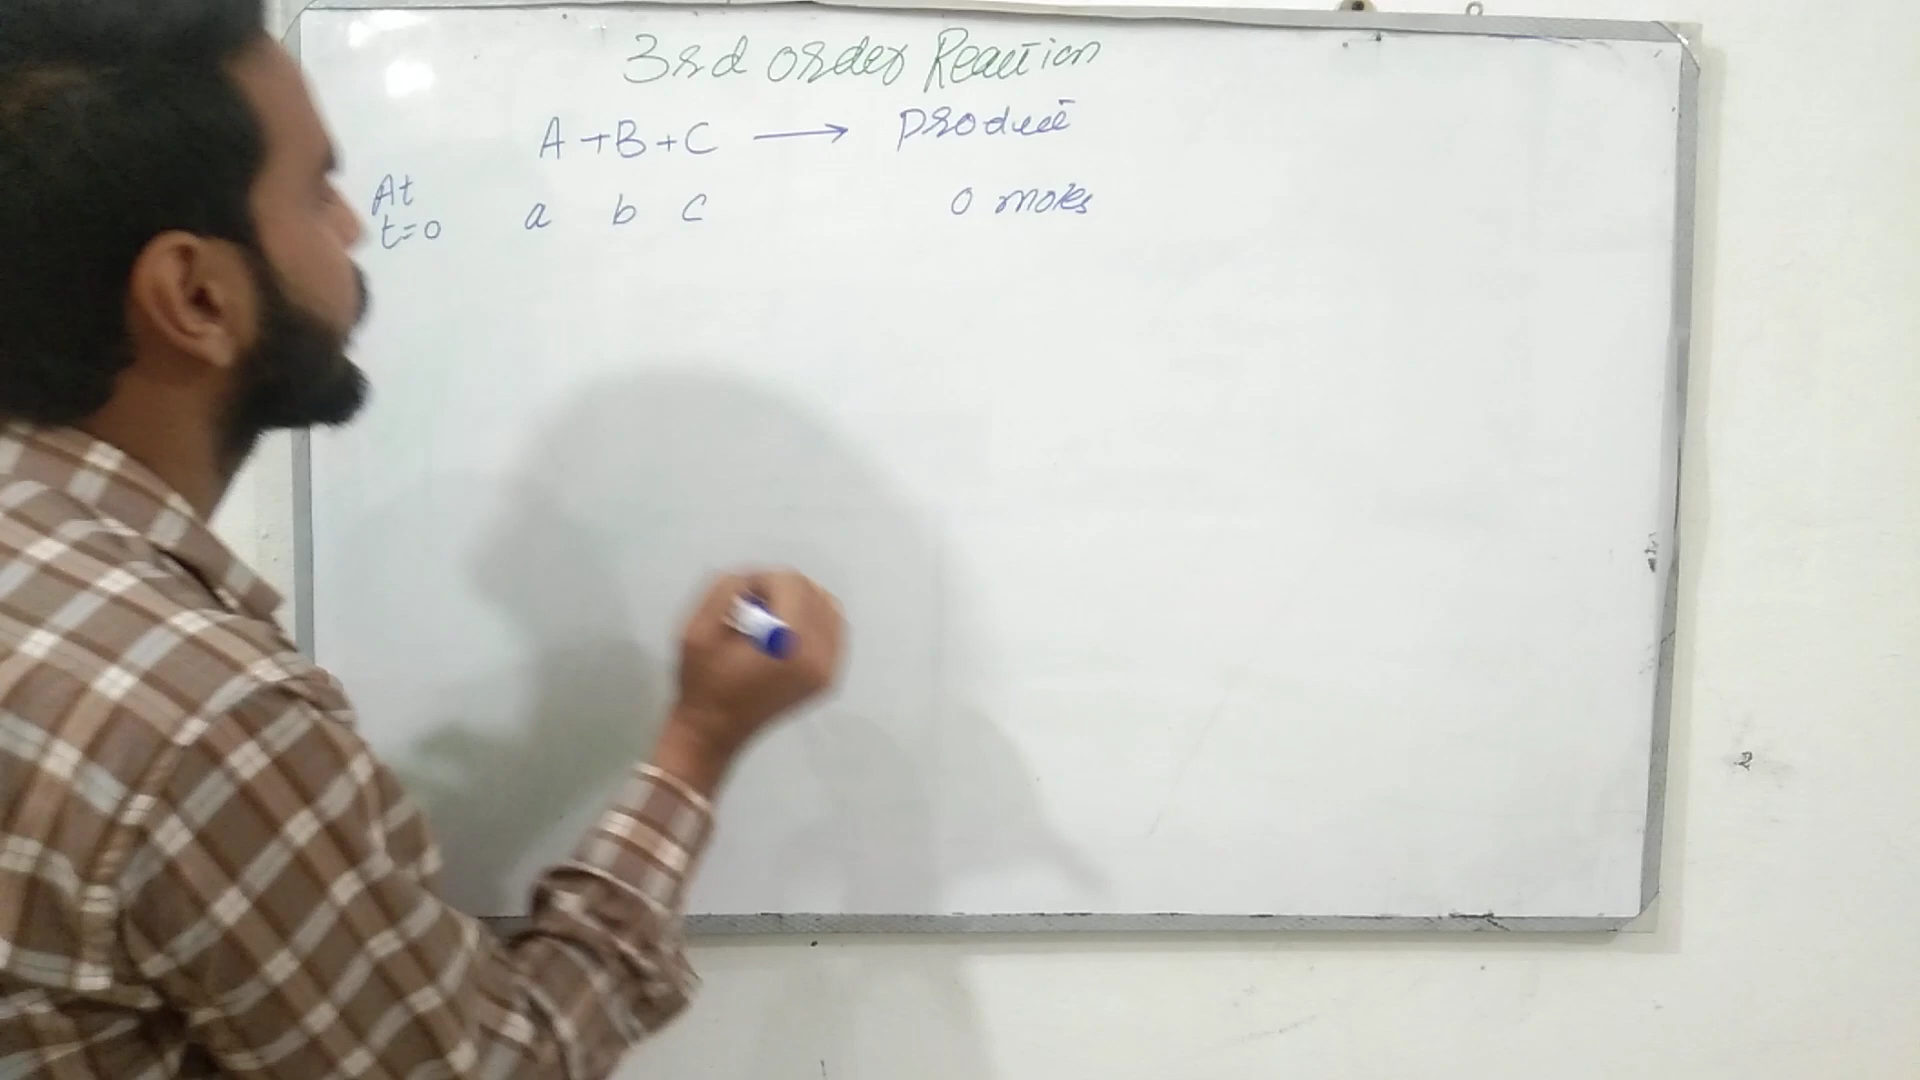 3rd order Reaction
A + B + C ⟶ Product
At
t=0 a b c 0 moles